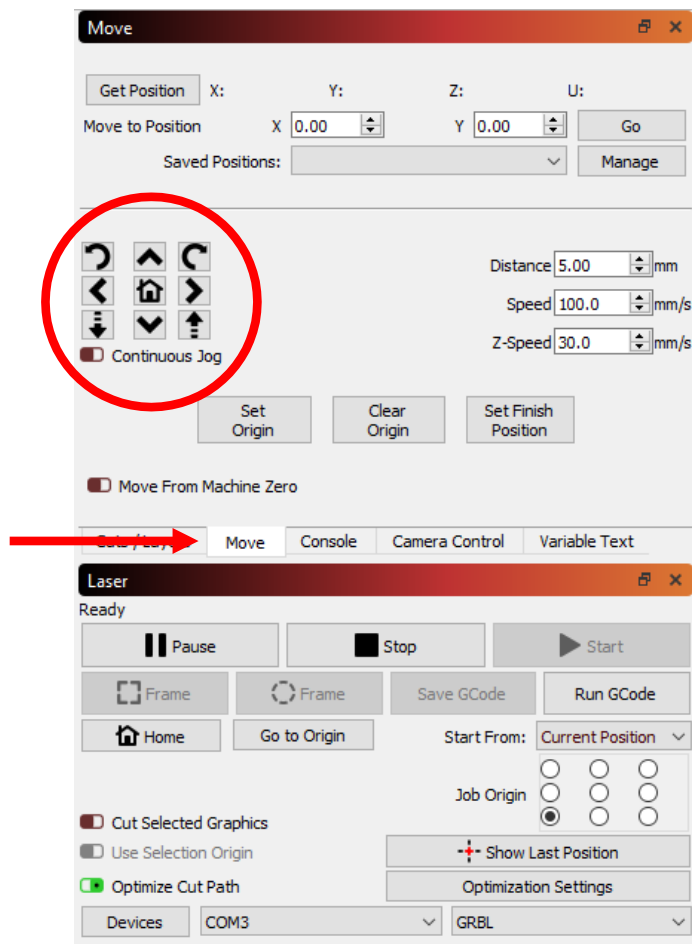 Move
Get Position X: Y: Z: U:
Move to Position X 0.00 Y 0.00 Go
Saved Positions: Manage
Distance 5.00 mm
Speed 100.0 mm/s
Z-Speed 30.0 mm/s
Continuous Jog
Set Origin Clear Origin Set Finish Position
Move From Machine Zero
Move Console Camera Control Variable Text
Laser
Ready
Pause Stop Start
Frame Frame Save GCode Run GCode
Home Go to Origin Start From: Current Position
Job Origin
Cut Selected Graphics
Use Selection Origin Show Last Position
Optimize Cut Path Optimization Settings
Devices COM3 GRBL